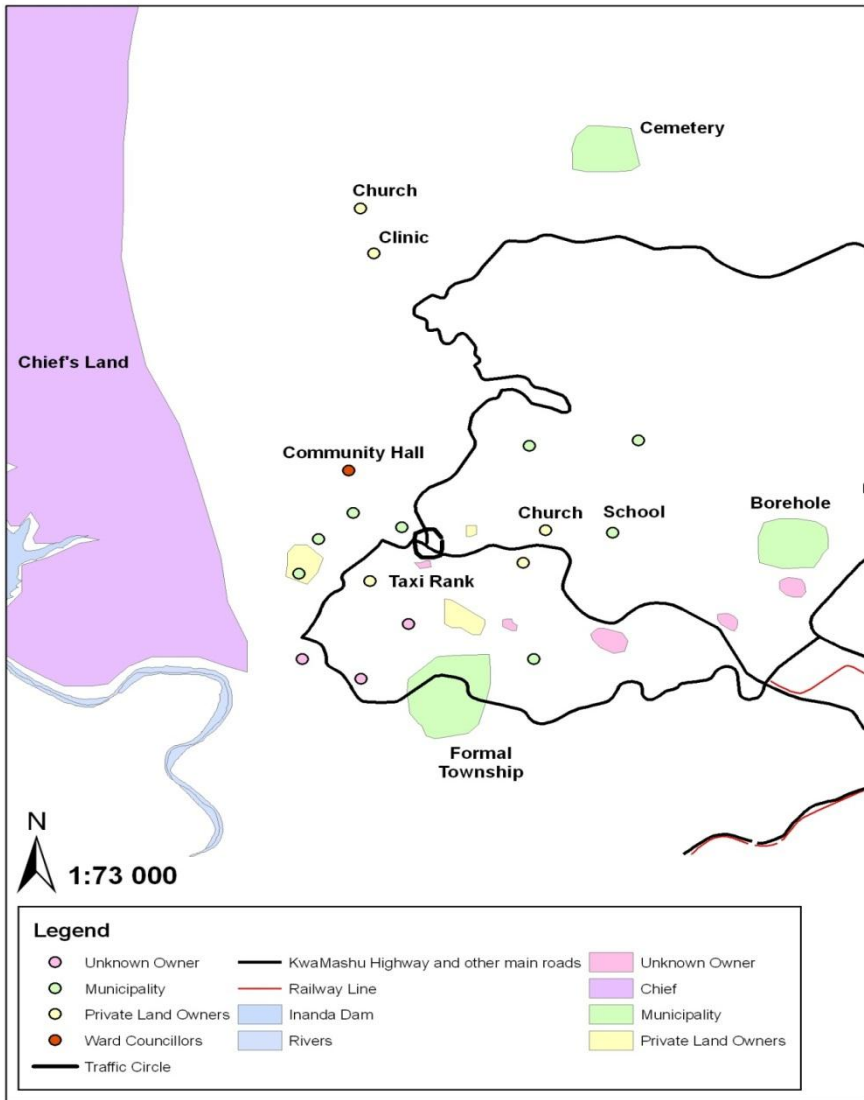 Cemetery
Church
Clinic
Chief's Land
Community Hall
Church
School
Borehole
Taxi Rank
Formal
Township
N
1:73 000
Legend
Unknown Owner
Municipality
Private Land Owners
Ward Councillors
Traffic Circle
KwaMashu Highway and other main roads
Railway Line
Inanda Dam
Rivers
Unknown Owner
Chief
Municipality
Private Land Owners